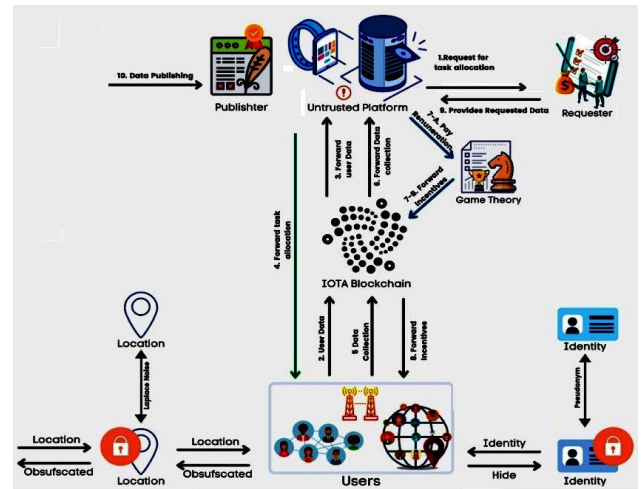 10. Data Publishing
Publishter
Untrusted Platform
1.Request for
task allocation
9. Provides Requested Data
Requester
7-A. Pay
Renuneration
Game Theory
7-B. Forward
Incentives
3. Forward
user Data
6. Forward Data
collection
4. Forward task
allocation
IOTA Blockchain
2. User Data
5 Data
Collection
8. Forward
Incentives
Location
Laplace Noise
Location
Obsufscated
Location
Location
Obsufscated
Users
Identity
Hide
Identity
Pseudonym
Identity